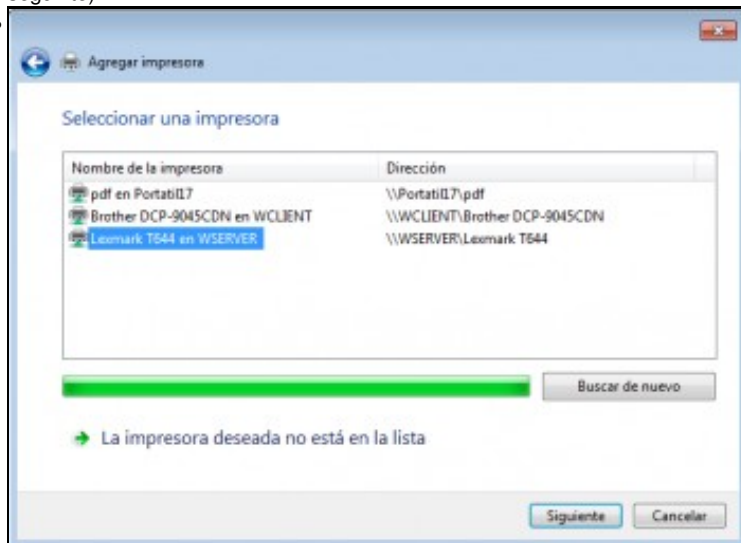 Agregar impresora
Seleccionar una impresora
Nombre de la impresora Dirección
pdf en Portatil17 \\Portatil17\pdf
Brother DCP-9045CDN en WCLIENT \\WCLIENT\Brother DCP-9045CDN
Lexmark T644 en WSERVER \\WSERVER\Lexmark T644
Buscar de nuevo
La impresora deseada no está en la lista
Siguiente Cancelar